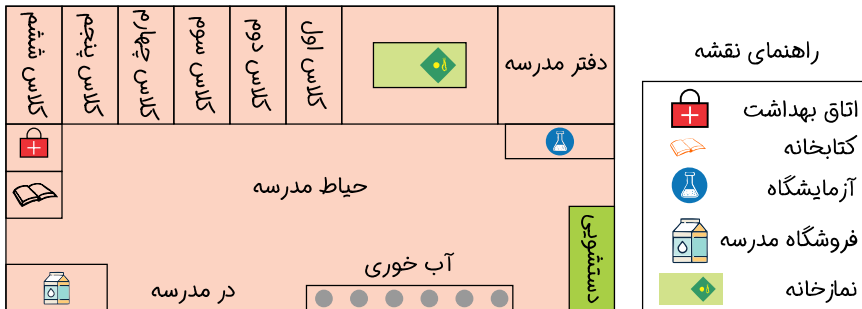 دفتر مدرسه
کلاس اول
کلاس دوم
کلاس سوم
کلاس چهارم
کلاس پنجم
کلاس ششم
حیاط مدرسه
دستشویی
آب خوری
در مدرسه
راهنمای نقشه
اتاق بهداشت
کتابخانه
آزمایشگاه
فروشگاه مدرسه
نمازخانه